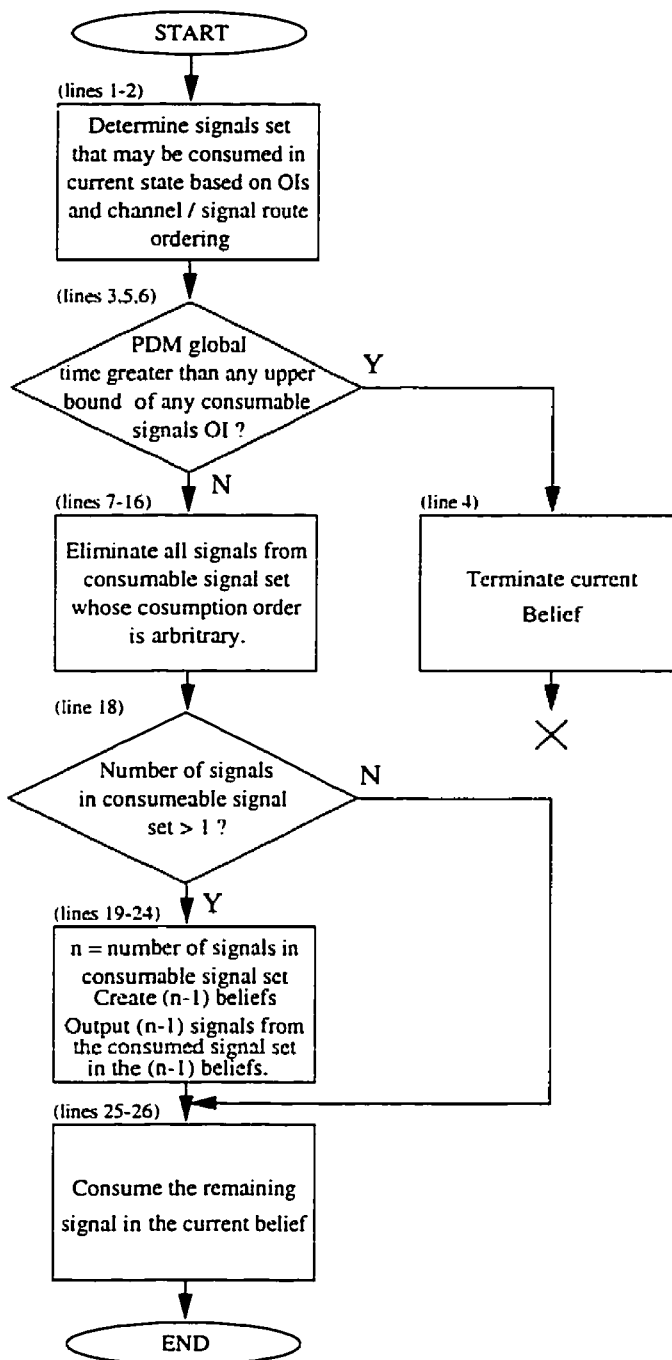 START
(lines 1-2)
Determine signals set
that may be consumed in
current state based on OIs
and channel / signal route
ordering
(lines 3,5,6)
PDM global
time greater than any upper
bound of any consumable
signals OI ?
Y
N
(lines 7-16)
Eliminate all signals from
consumable signal set
whose cosumption order
is arbritrary.
(line 4)
Terminate current
Belief
(line 18)
Number of signals
in consumeable signal
set > 1 ?
N
Y
(lines 19-24)
n = number of signals in
consumable signal set
Create (n-1) beliefs
Output (n-1) signals from
the consumed signal set
in the (n-1) beliefs.
(lines 25-26)
Consume the remaining
signal in the current belief
END